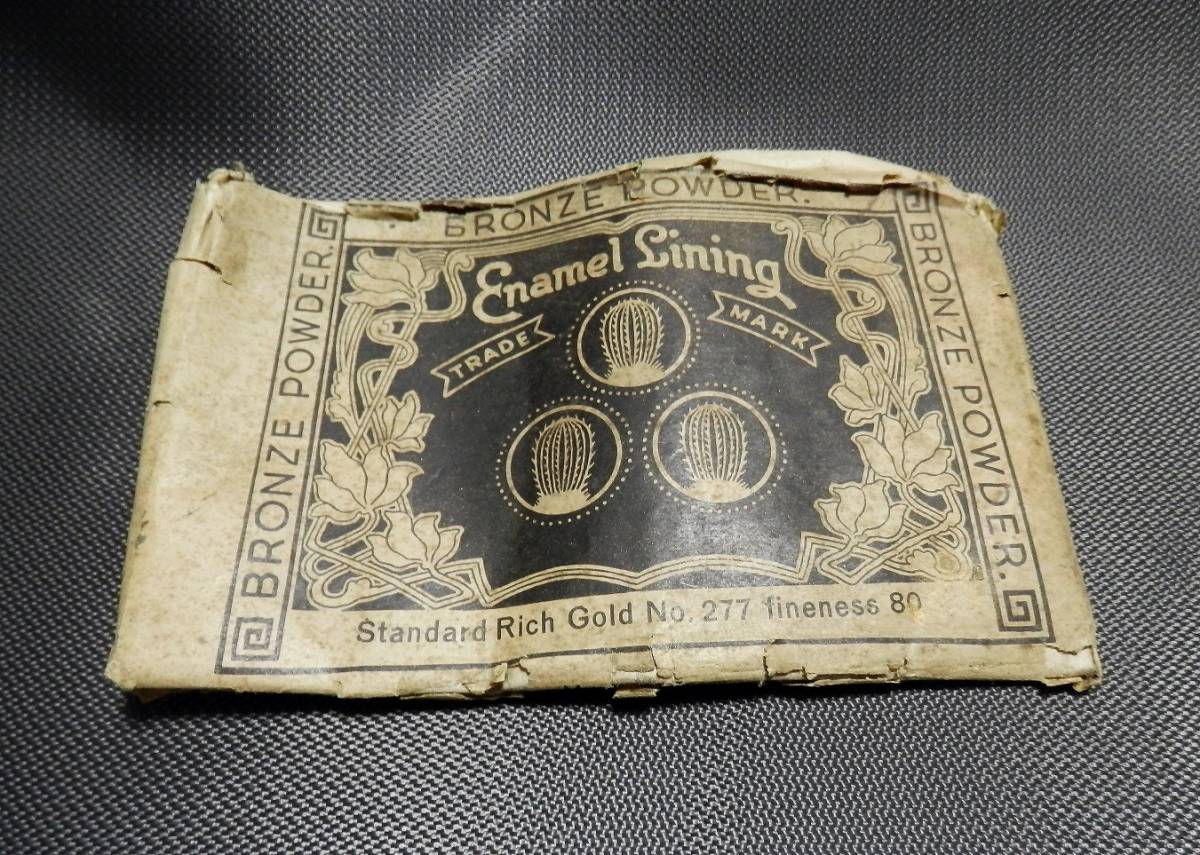 BRONZE POWDER.
BRONZE POWDER.
BRONZE POWDER.
Enamel Lining
TRADE MARK
Standard Rich Gold No. 277 fineness 80